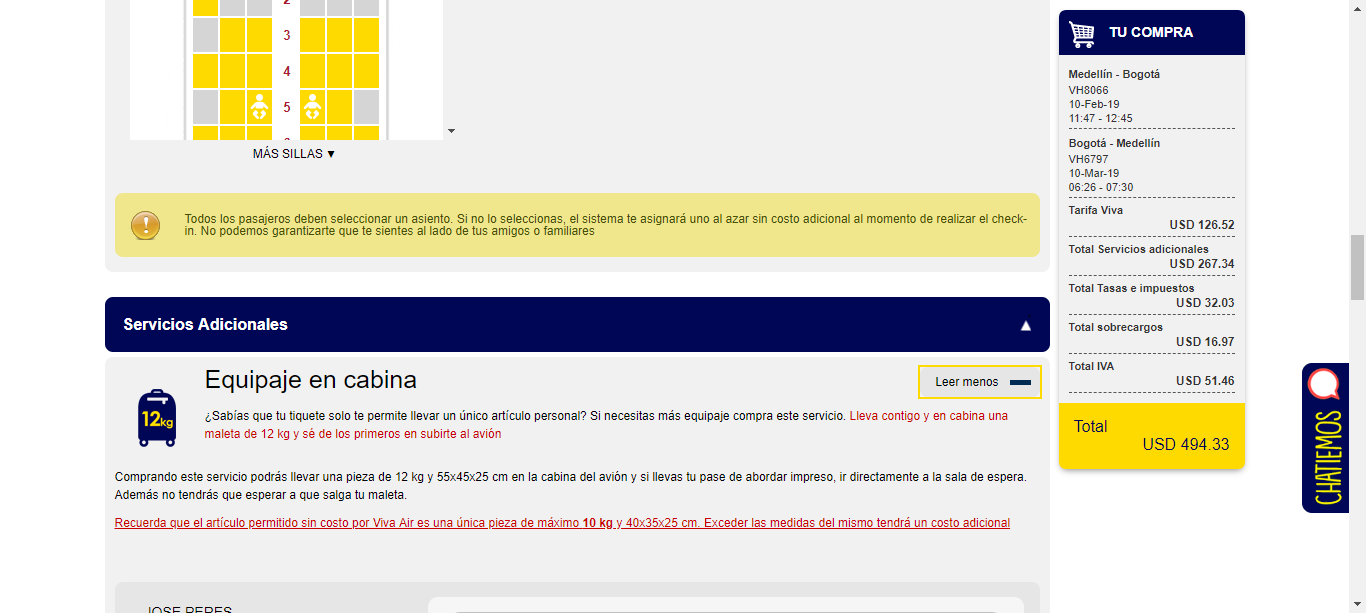 3
4
5
MÁS SILLAS ▼
Todos los pasajeros deben seleccionar un asiento. Si no lo seleccionas, el sistema te asignará uno al azar sin costo adicional al momento de realizar el check-
in. No podemos garantizarte que te sientes al lado de tus amigos o familiares
Servicios Adicionales
Equipaje en cabina
Leer menos
12kg
¿Sabías que tu tiquete solo te permite llevar un único artículo personal? Si necesitas más equipaje compra este servicio. Lleva contigo y en cabina una
maleta de 12 kg y sé de los primeros en subirte al avión
Comprando este servicio podrás llevar una pieza de 12 kg y 55x45x25 cm en la cabina del avión y si llevas tu pase de abordar impreso, ir directamente a la sala de espera.
Además no tendrás que esperar a que salga tu maleta.
Recuerda que el artículo permitido sin costo por Viva Air es una única pieza de máximo 10 kg y 40x35x25 cm. Exceder las medidas del mismo tendrá un costo adicional
JOSE PERES
TU COMPRA
Medellín - Bogotá
VH8066
10-Feb-19
11:47 - 12:45
Bogotá - Medellín
VH6797
10-Mar-19
06:26 - 07:30
Tarifa Viva
USD 126.52
Total Servicios adicionales
USD 267.34
Total Tasas e impuestos
USD 32.03
Total sobrecargos
USD 16.97
Total IVA
USD 51.46
Total
USD 494.33
CHATIEMOS